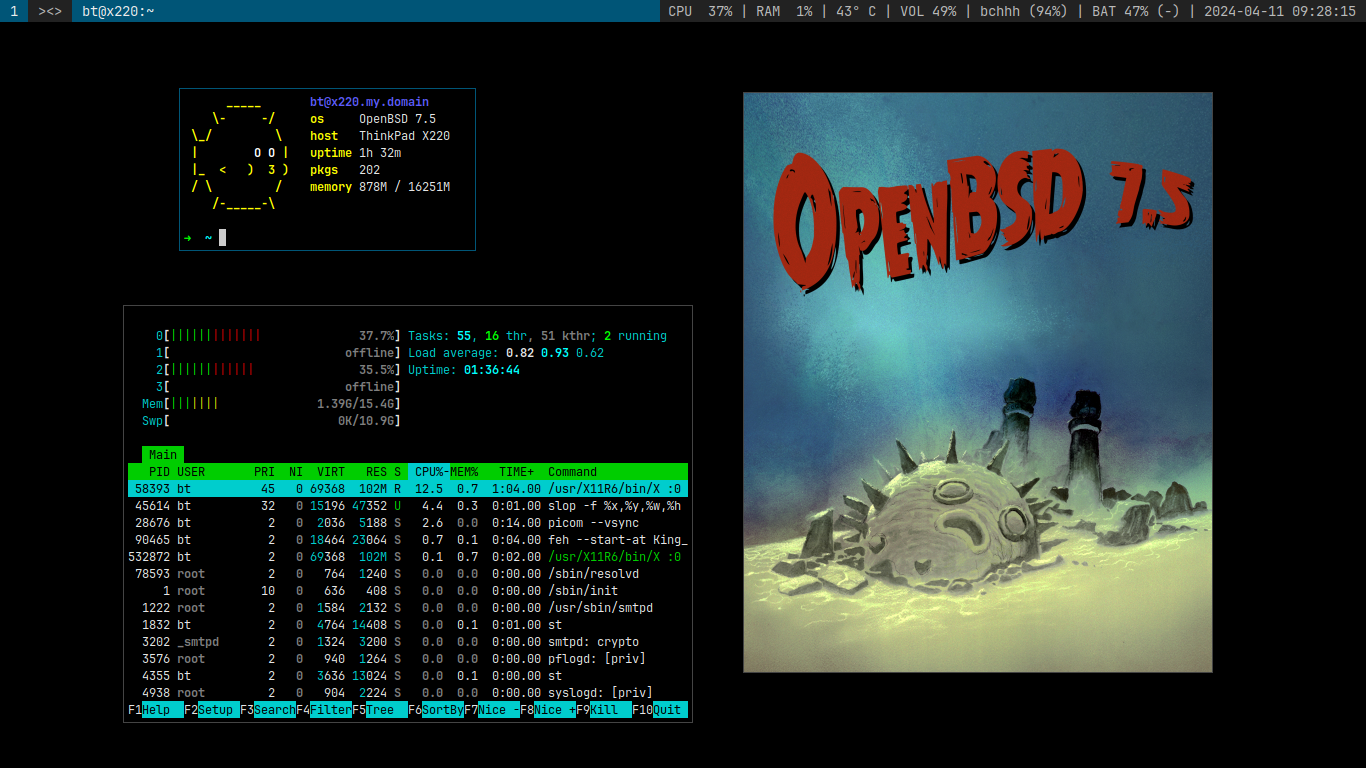 1 ><> bt@x220:~ CPU 37% | RAM 1% | 43° C | VOL 49% | bchhh (94%) | BAT 47% (-) | 2024-04-11 09:28:15
bt@x220.my.domain
os OpenBSD 7.5
host ThinkPad X220
uptime 1h 32m
pkgs 202
memory 878M / 16251M
➜ ~
OPENBSD 7.5
0[||||||||||||| 37.7%] Tasks: 55, 16 thr, 51 kthr; 2 running
1[ offline] Load average: 0.82 0.93 0.62
2[|||||||||||| 35.5%] Uptime: 01:36:44
3[ offline]
Mem[||||||| 1.39G/15.4G]
Swp[ 0K/10.9G]
Main
PID USER PRI NI VIRT RES S CPU%-MEM% TIME+ Command
58393 bt 45 0 69368 102M R 12.5 0.7 1:04.00 /usr/X11R6/bin/X :0
45614 bt 32 0 15196 47352 U 4.4 0.3 0:01.00 slop -f %x,%y,%w,%h
28676 bt 2 0 2036 5188 S 2.6 0.0 0:14.00 picom --vsync
90465 bt 2 0 18464 23064 S 0.7 0.1 0:04.00 feh --start-at King_
532872 bt 2 0 69368 102M S 0.1 0.7 0:02.00 /usr/X11R6/bin/X :0
78593 root 2 0 764 1240 S 0.0 0.0 0:00.00 /sbin/resolvd
1 root 10 0 636 408 S 0.0 0.0 0:00.00 /sbin/init
1222 root 2 0 1584 2132 S 0.0 0.0 0:00.00 /usr/sbin/smtpd
1832 bt 2 0 4764 14408 S 0.0 0.1 0:01.00 st
3202 _smtpd 2 0 1324 3200 S 0.0 0.0 0:00.00 smtpd: crypto
3576 root 2 0 940 1264 S 0.0 0.0 0:00.00 pflogd: [priv]
4355 bt 2 0 3636 13024 S 0.0 0.1 0:00.00 st
4938 root 2 0 904 2224 S 0.0 0.0 0:00.00 syslogd: [priv]
F1Help F2Setup F3SearchF4FilterF5Tree F6SortByF7Nice -F8Nice +F9Kill F10Quit